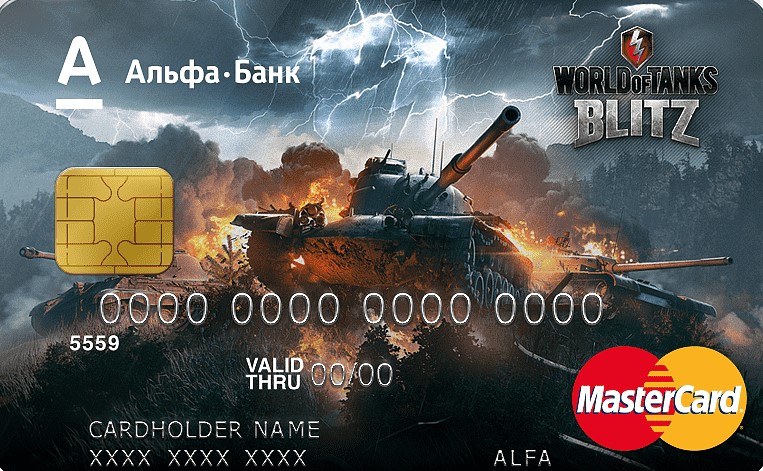 А
Альфа·Банк
WORLD OF TANKS
BLITZ
0000 0000 0000 0000
5559
VALID
THRU 00/00
MasterCard
CARDHOLDER NAME
XXXX XXXX XXXX ALFA